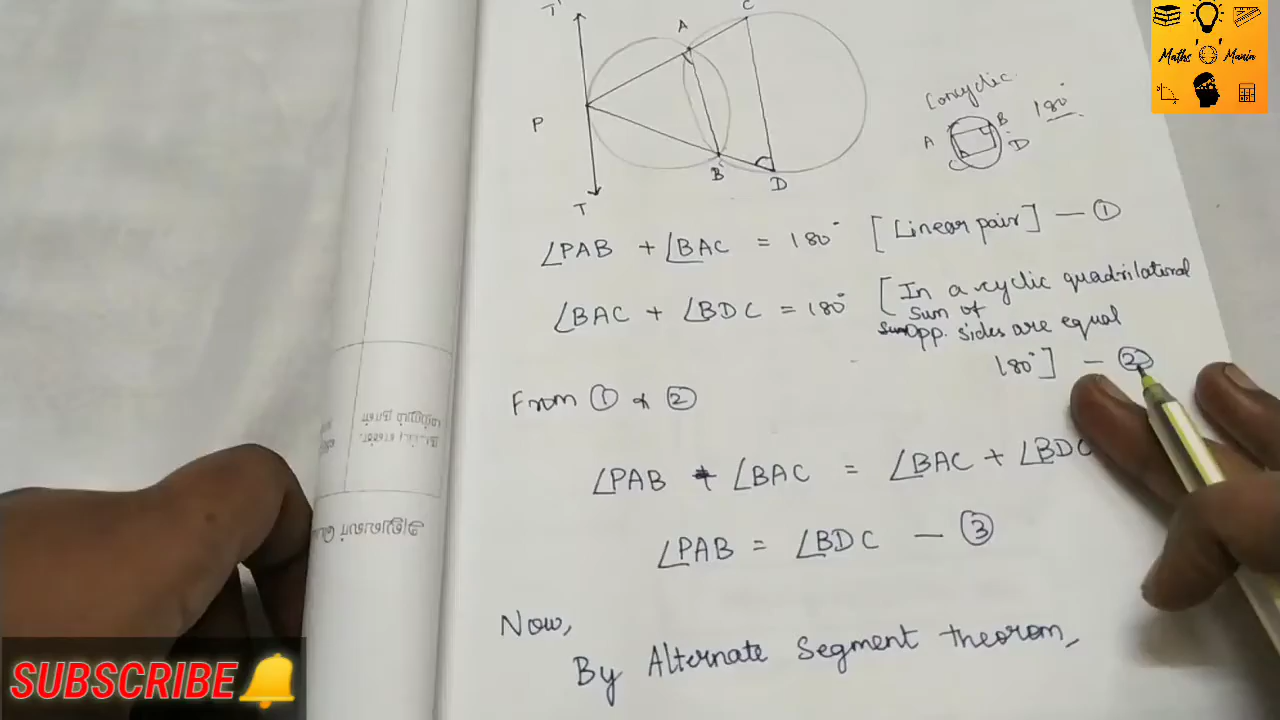 T'
C
A
P
B
D
T
Concyclic
180°
A
B
C
D
∠PAB + ∠BAC = 180° [Linear pair] — ①
∠BAC + ∠BDC = 180° [In a cyclic quadrilateral
sum of
opp. sides are equal
180°] — ②
From ① & ②
∠PAB + ∠BAC = ∠BAC + ∠BDC
∠PAB = ∠BDC — ③
Now,
By Alternate Segment theorem,
Maths Mania
SUBSCRIBE